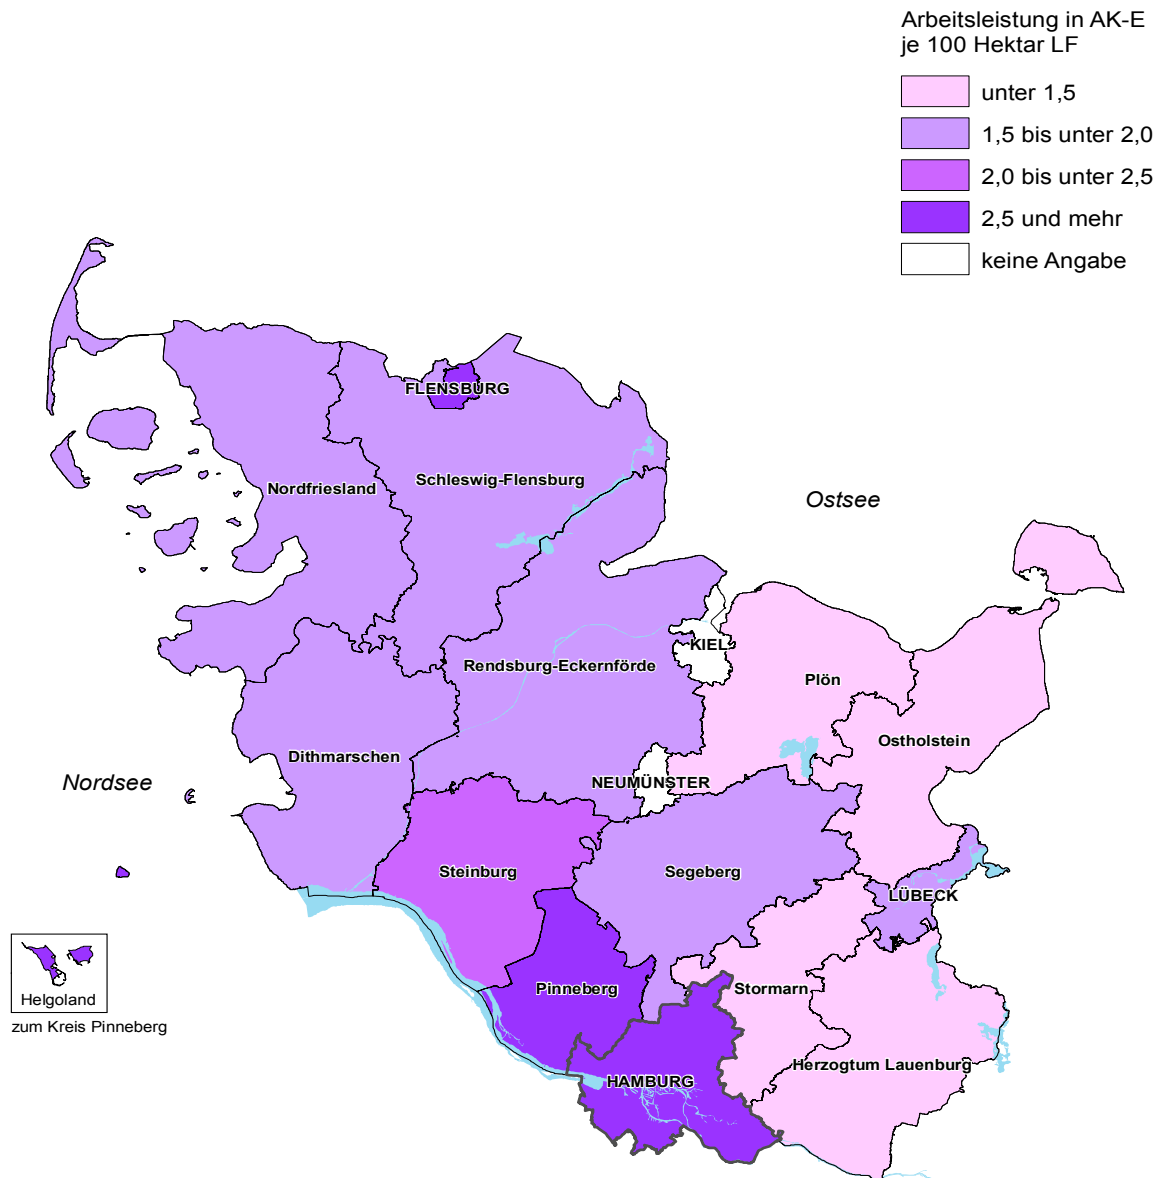 Arbeitsleistung in AK-E
je 100 Hektar LF
unter 1,5
1,5 bis unter 2,0
2,0 bis unter 2,5
2,5 und mehr
keine Angabe
FLENSBURG
Schleswig-Flensburg
Nordfriesland
Ostsee
KIEL
Rendsburg-Eckernförde
Plön
Ostholstein
Dithmarschen
Nordsee
NEUMÜNSTER
Steinburg
Segeberg
LÜBECK
Pinneberg
Stormarn
Helgoland
zum Kreis Pinneberg
Herzogtum Lauenburg
HAMBURG